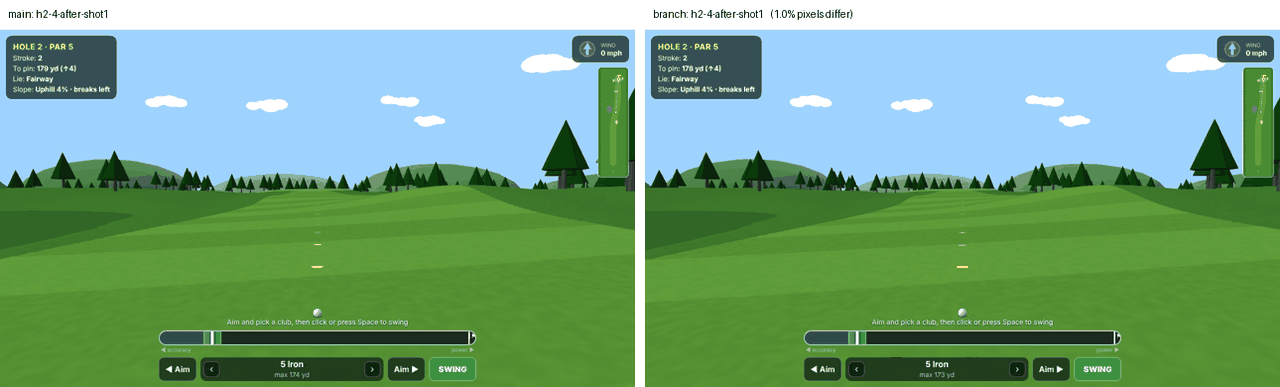 main: h2-4-after-shot1
HOLE 2 · PAR 5
Stroke: 2
To pin: 179 yd (↑4)
Lie: Fairway
Slope: Uphill 4% · breaks left
WIND
0 mph
Aim and pick a club, then click or press Space to swing
◀ accuracy
power ▶
◀ Aim
‹
5 Iron
max 174 yd
›
Aim ▶
SWING
branch: h2-4-after-shot1 (1.0% pixels differ)
HOLE 2 · PAR 5
Stroke: 2
To pin: 178 yd (↑4)
Lie: Fairway
Slope: Uphill 4% · breaks left
WIND
0 mph
Aim and pick a club, then click or press Space to swing
◀ accuracy
power ▶
◀ Aim
‹
5 Iron
max 173 yd
›
Aim ▶
SWING